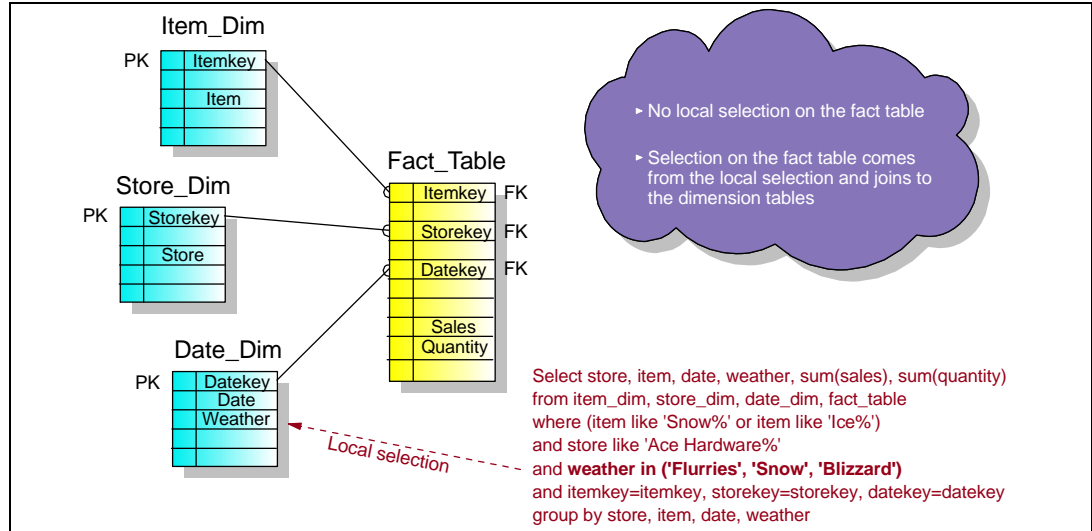 Item_Dim
PK
Itemkey
Item
Store_Dim
PK
Storekey
Store
Date_Dim
PK
Datekey
Date
Weather
Fact_Table
Itemkey FK
Storekey FK
Datekey FK
Sales
Quantity
► No local selection on the fact table
► Selection on the fact table comes
from the local selection and joins to
the dimension tables
Local selection
Select store, item, date, weather, sum(sales), sum(quantity)
from item_dim, store_dim, date_dim, fact_table
where (item like 'Snow%' or item like 'Ice%')
and store like 'Ace Hardware%'
and weather in ('Flurries', 'Snow', 'Blizzard')
and itemkey=itemkey, storekey=storekey, datekey=datekey
group by store, item, date, weather